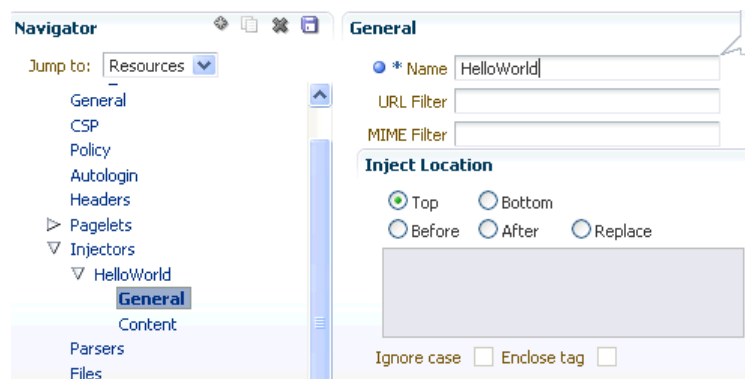 Navigator
Jump to: Resources
General
CSP
Policy
Autologin
Headers
Pagelets
Injectors
HelloWorld
General
Content
Parsers
Files
General
* Name HelloWorld
URL Filter
MIME Filter
Inject Location
Top Bottom
Before After Replace
Ignore case Enclose tag